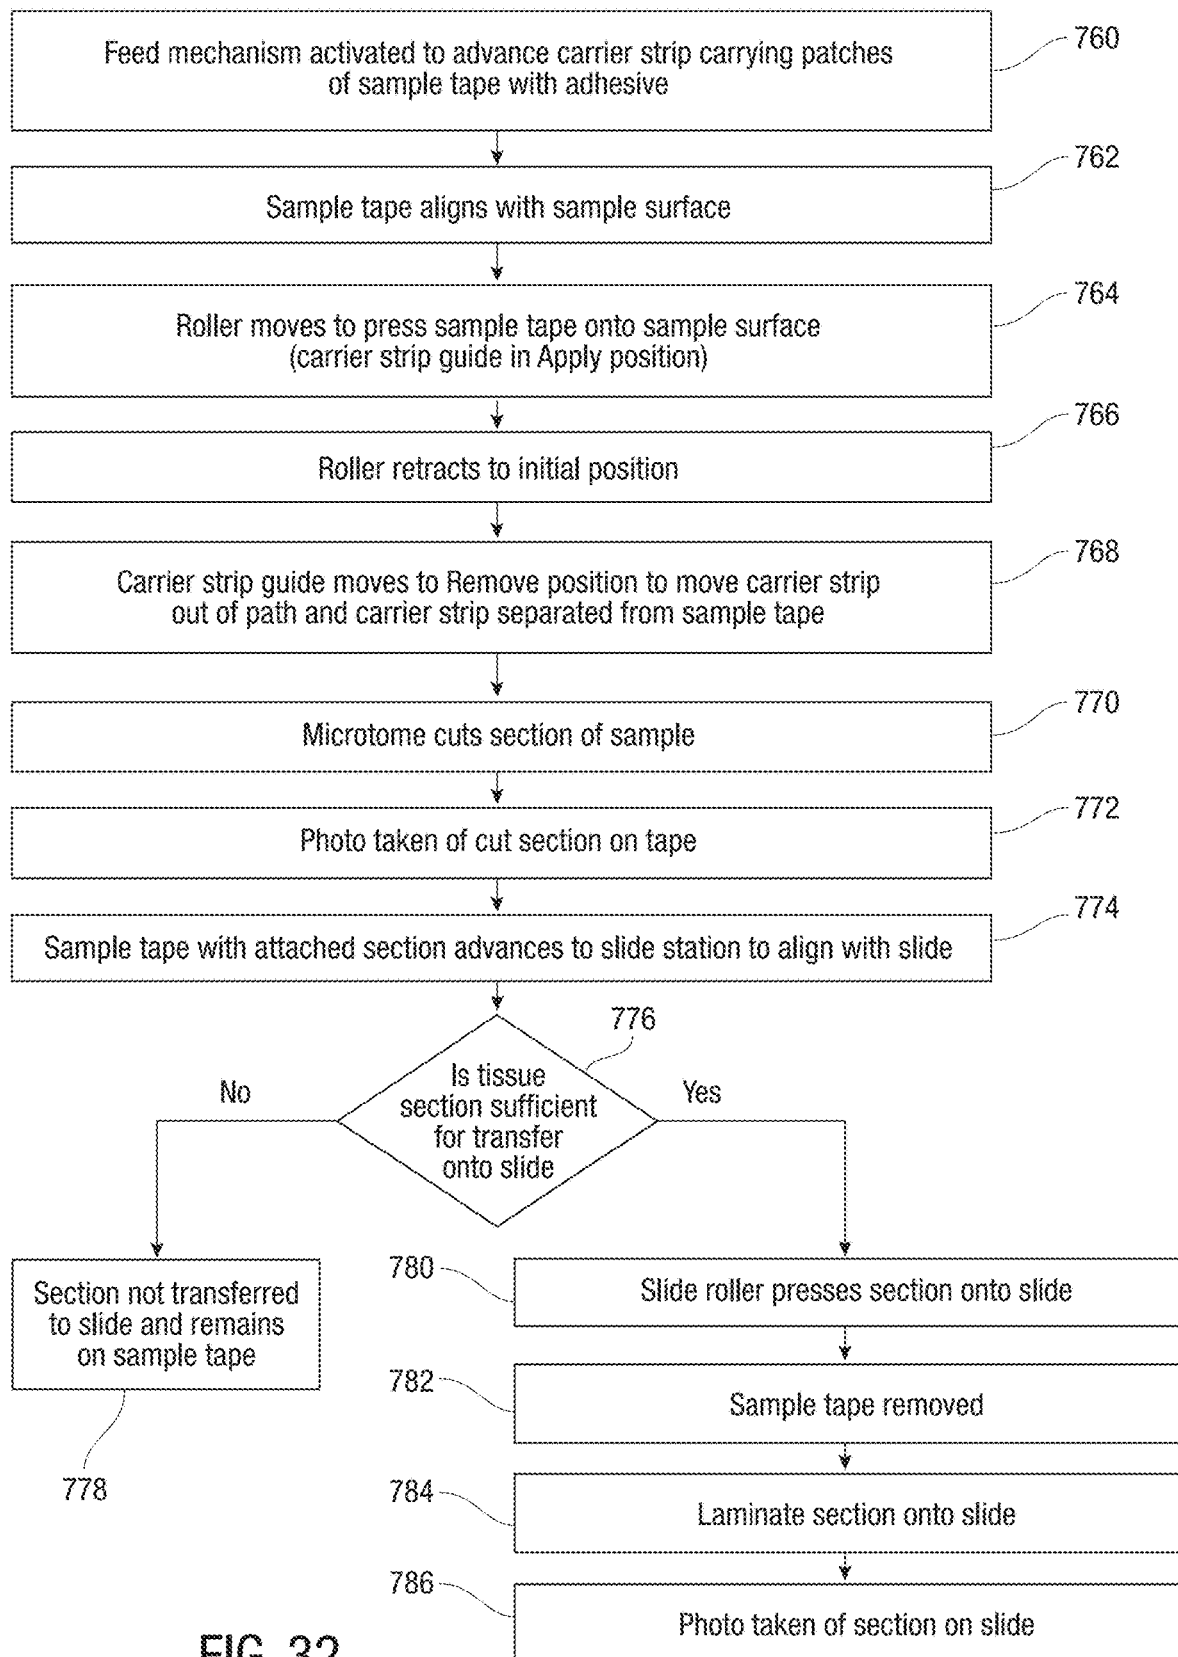 Feed mechanism activated to advance carrier strip carrying patches
of sample tape with adhesive
760
762
Sample tape aligns with sample surface
764
Roller moves to press sample tape onto sample surface
(carrier strip guide in Apply position)
766
Roller retracts to initial position
768
Carrier strip guide moves to Remove position to move carrier strip
out of path and carrier strip separated from sample tape
770
Microtome cuts section of sample
772
Photo taken of cut section on tape
774
Sample tape with attached section advances to slide station to align with slide
776
Is tissue
section sufficient
for transfer
onto slide
No
Yes
Section not transferred
to slide and remains
on sample tape
778
780
Slide roller presses section onto slide
782
Sample tape removed
784
Laminate section onto slide
786
Photo taken of section on slide
FIG. 32